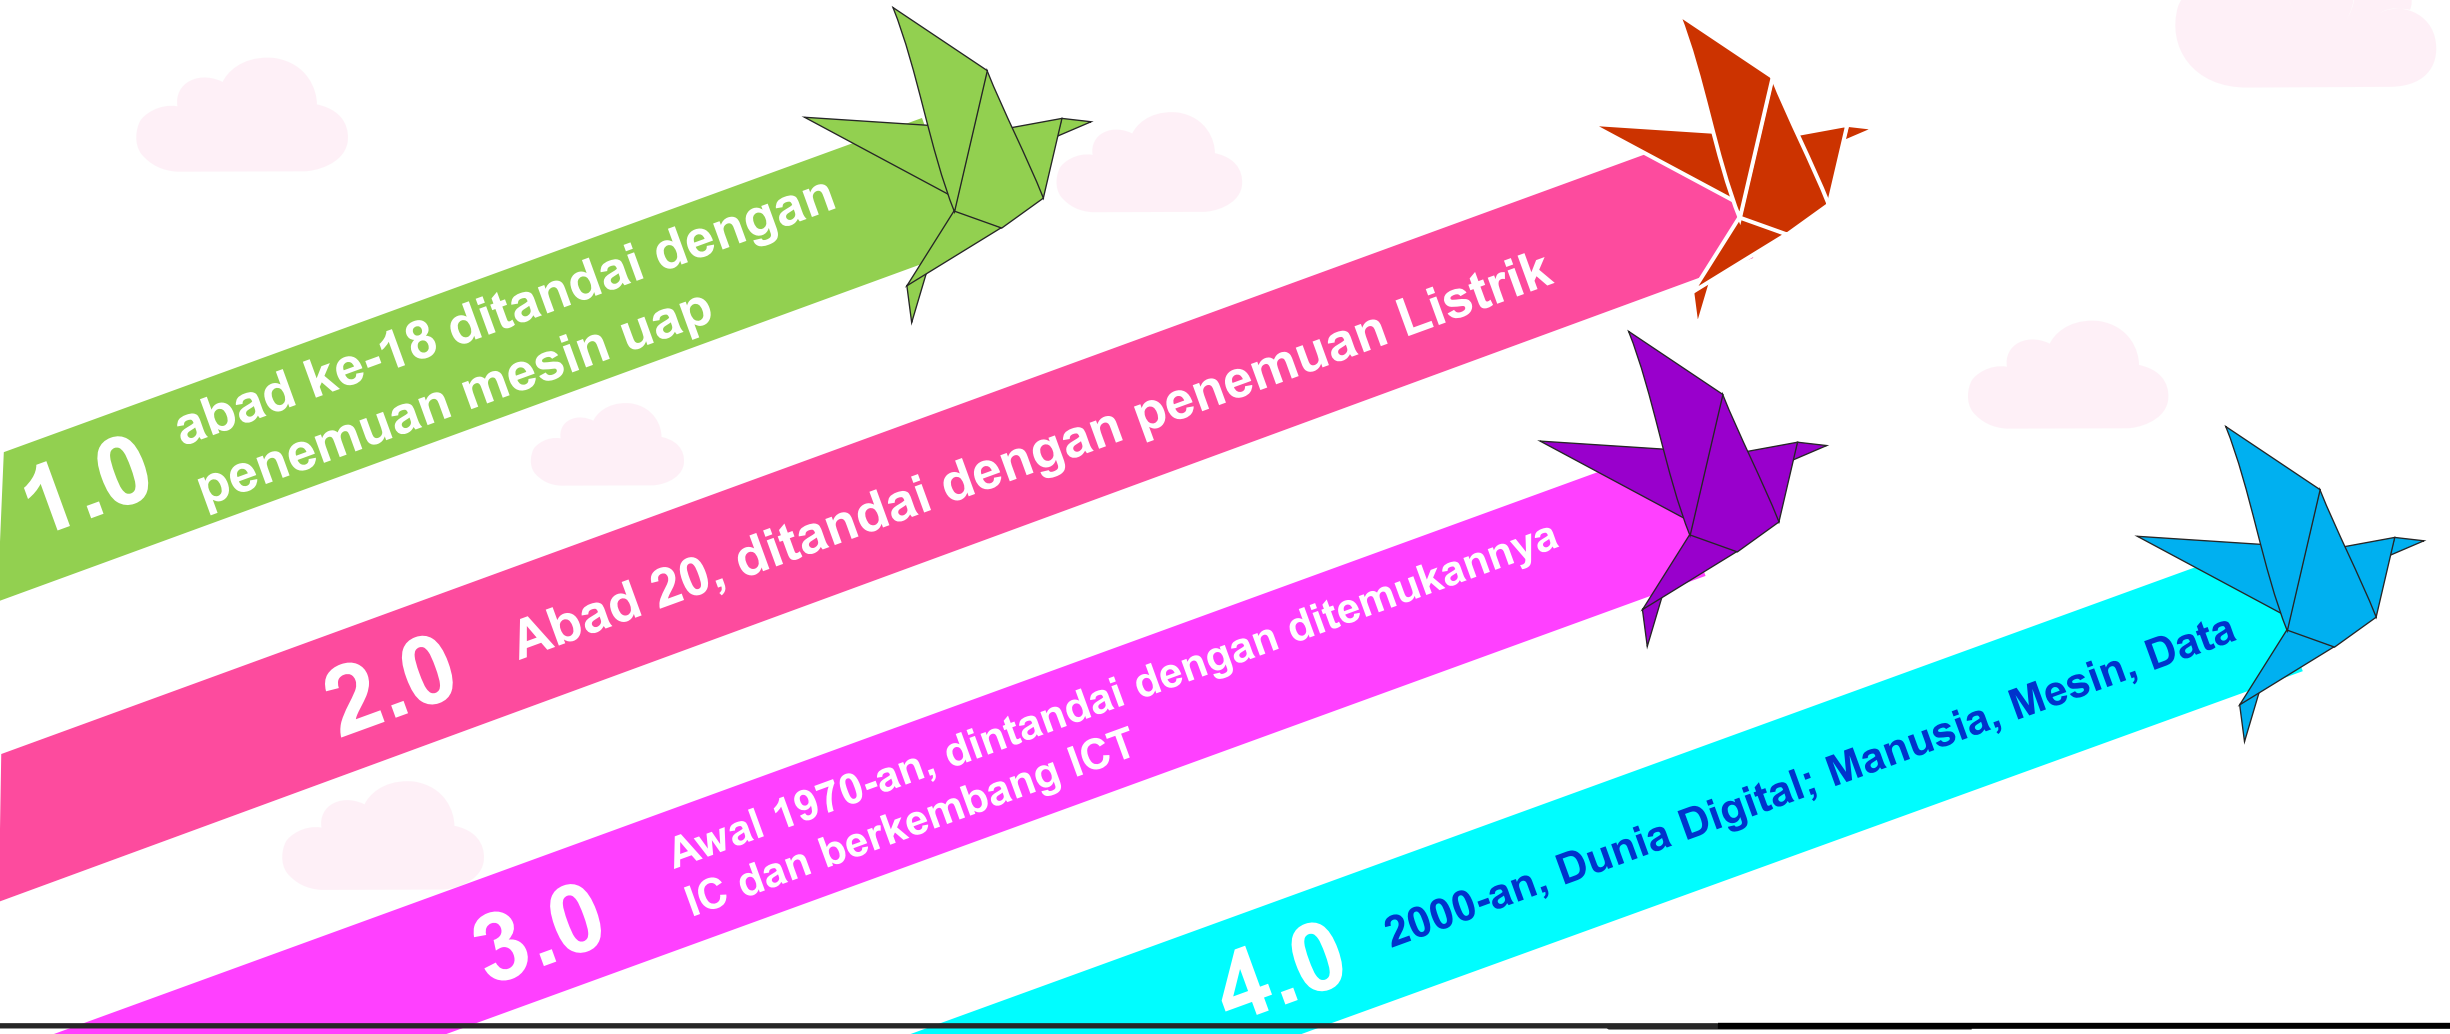 1.0
abad ke-18 ditandai dengan
penemuan mesin uap
2.0
Abad 20, ditandai dengan penemuan Listrik
3.0
Awal 1970-an, dintandai dengan ditemukannya
IC dan berkembang ICT
4.0
2000-an, Dunia Digital; Manusia, Mesin, Data